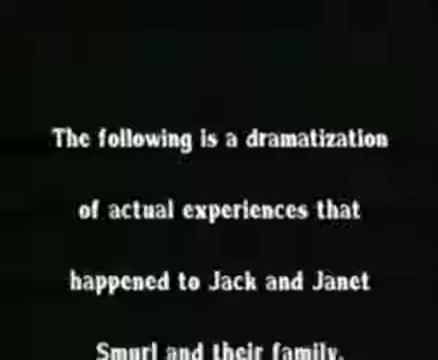 The following is a dramatization
of actual experiences that
happened to Jack and Janet
Smurl and their family.